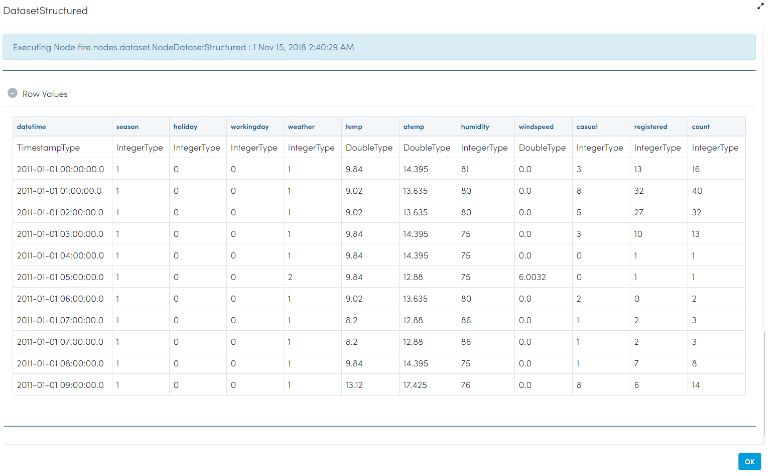 DatasetStructured
Executing Node fire.nodes.dataset.NodeDatasetStructured : 1 Nov 15, 2018 2:40:29 AM
Row Values
datetime season holiday workingday weather temp atemp humidity windspeed casual registered count
TimestampType IntegerType IntegerType IntegerType IntegerType DoubleType DoubleType IntegerType DoubleType IntegerType IntegerType IntegerType
2011-01-01 00:00:00.0 1 0 0 1 9.84 14.395 81 0.0 3 13 16
2011-01-01 01:00:00.0 1 0 0 1 9.02 13.635 80 0.0 8 32 40
2011-01-01 02:00:00.0 1 0 0 1 9.02 13.635 80 0.0 5 27 32
2011-01-01 03:00:00.0 1 0 0 1 9.84 14.395 75 0.0 3 10 13
2011-01-01 04:00:00.0 1 0 0 1 9.84 14.395 75 0.0 0 1 1
2011-01-01 05:00:00.0 1 0 0 2 9.84 12.88 75 6.0032 0 1 1
2011-01-01 06:00:00.0 1 0 0 1 9.02 13.635 80 0.0 2 0 2
2011-01-01 07:00:00.0 1 0 0 1 8.2 12.88 86 0.0 1 2 3
2011-01-01 07:00:00.0 1 0 0 1 8.2 12.88 86 0.0 1 2 3
2011-01-01 08:00:00.0 1 0 0 1 9.84 14.395 75 0.0 1 7 8
2011-01-01 09:00:00.0 1 0 0 1 13.12 17.425 76 0.0 8 6 14
OK